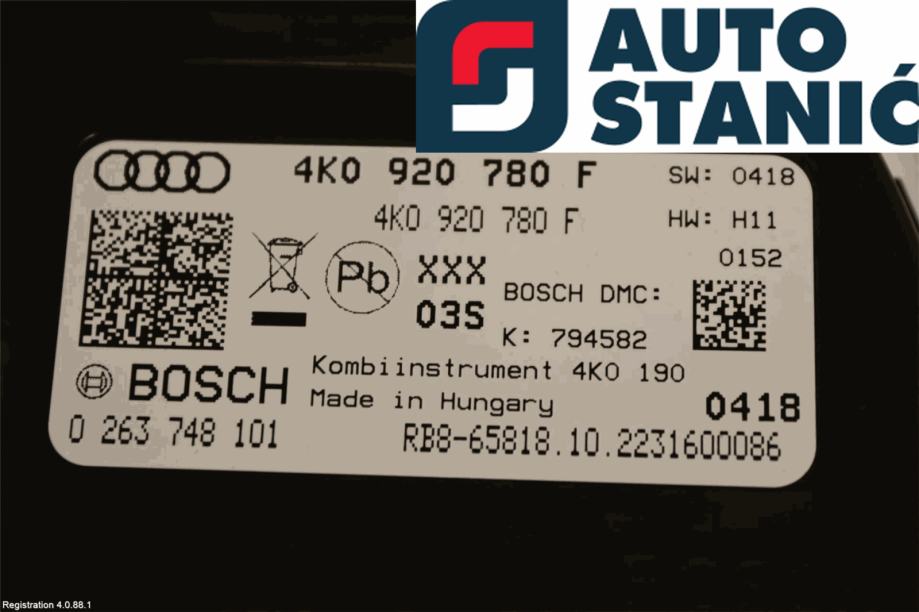 AUTO
STANIĆ
4K0 920 780 F SW: 0418
4K0 920 780 F HW: H11
0152
Pb XXX
03S
BOSCH DMC:
K: 794582
BOSCH
Kombiinstrument 4K0 190
Made in Hungary
0418
0 263 748 101 RB8-65818.10.2231600086
Registration 4.0.88.1